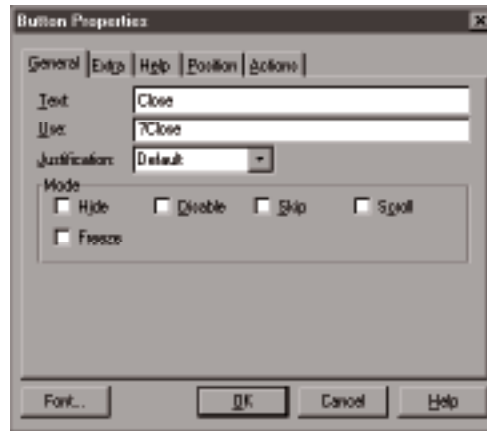 Button Properties
General Extra Help Position Actions
Text: Close
Use: ?Close
Justification: Default
Mode
Hide Disable Skip Scroll
Freeze
Font... OK Cancel Help